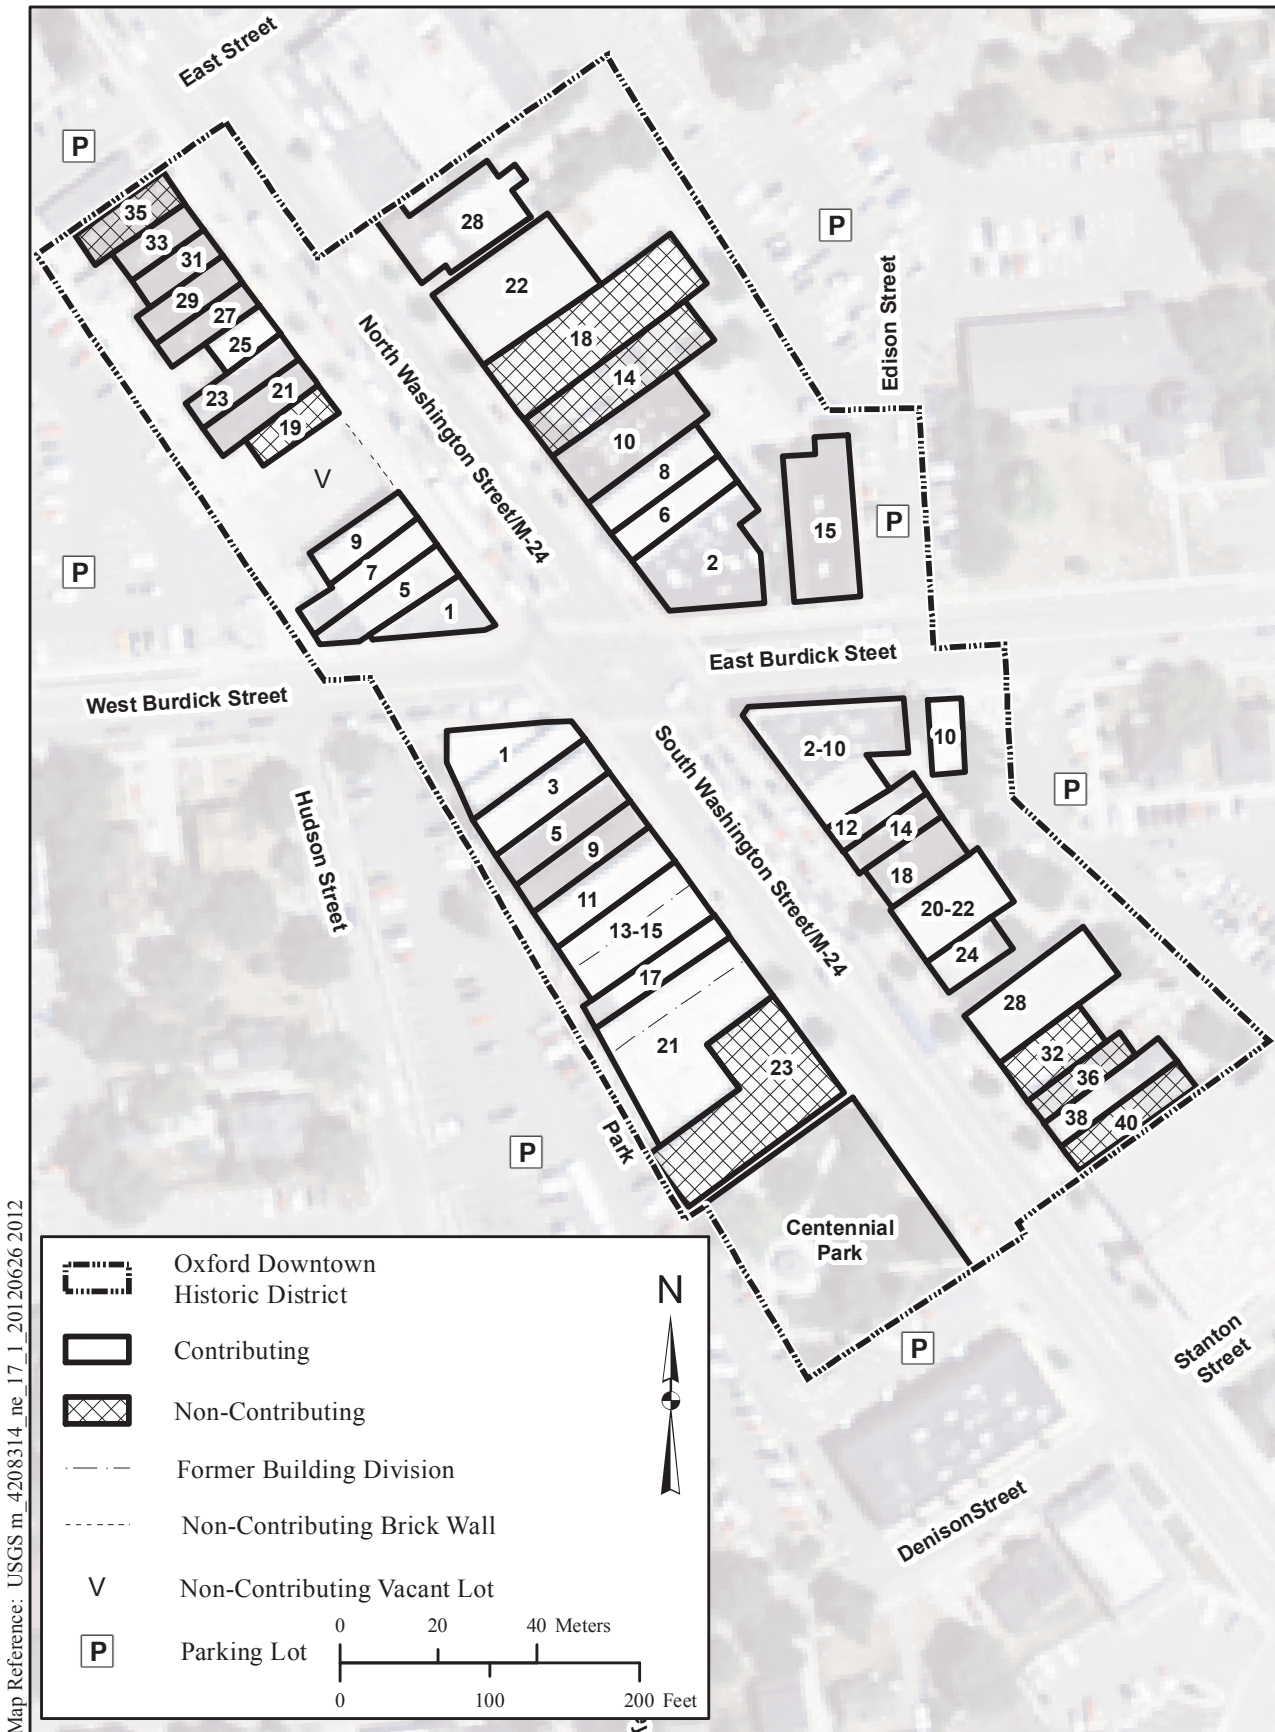 East Street
P
35
33
31
29
27
25
23
21
19
V
9
7
5
1
28
22
18
14
10
8
6
2
15
P
Edison Street
P
North Washington Street/M-24
P
West Burdick Street
East Burdick Steet
1
3
5
9
11
13-15
17
21
23
Hudson Street
South Washington Street/M-24
2-10
10
12
14
18
20-22
24
28
32
36
38
40
P
P
Park
Centennial
Park
P
Stanton
Street
DenisonStreet
Oxford Downtown
Historic District
Contributing
Non-Contributing
Former Building Division
Non-Contributing Brick Wall
V Non-Contributing Vacant Lot
P Parking Lot
N
0 20 40 Meters
0 100 200 Feet
Map Reference: USGS m_4208314_ne_17_1_20120626 2012